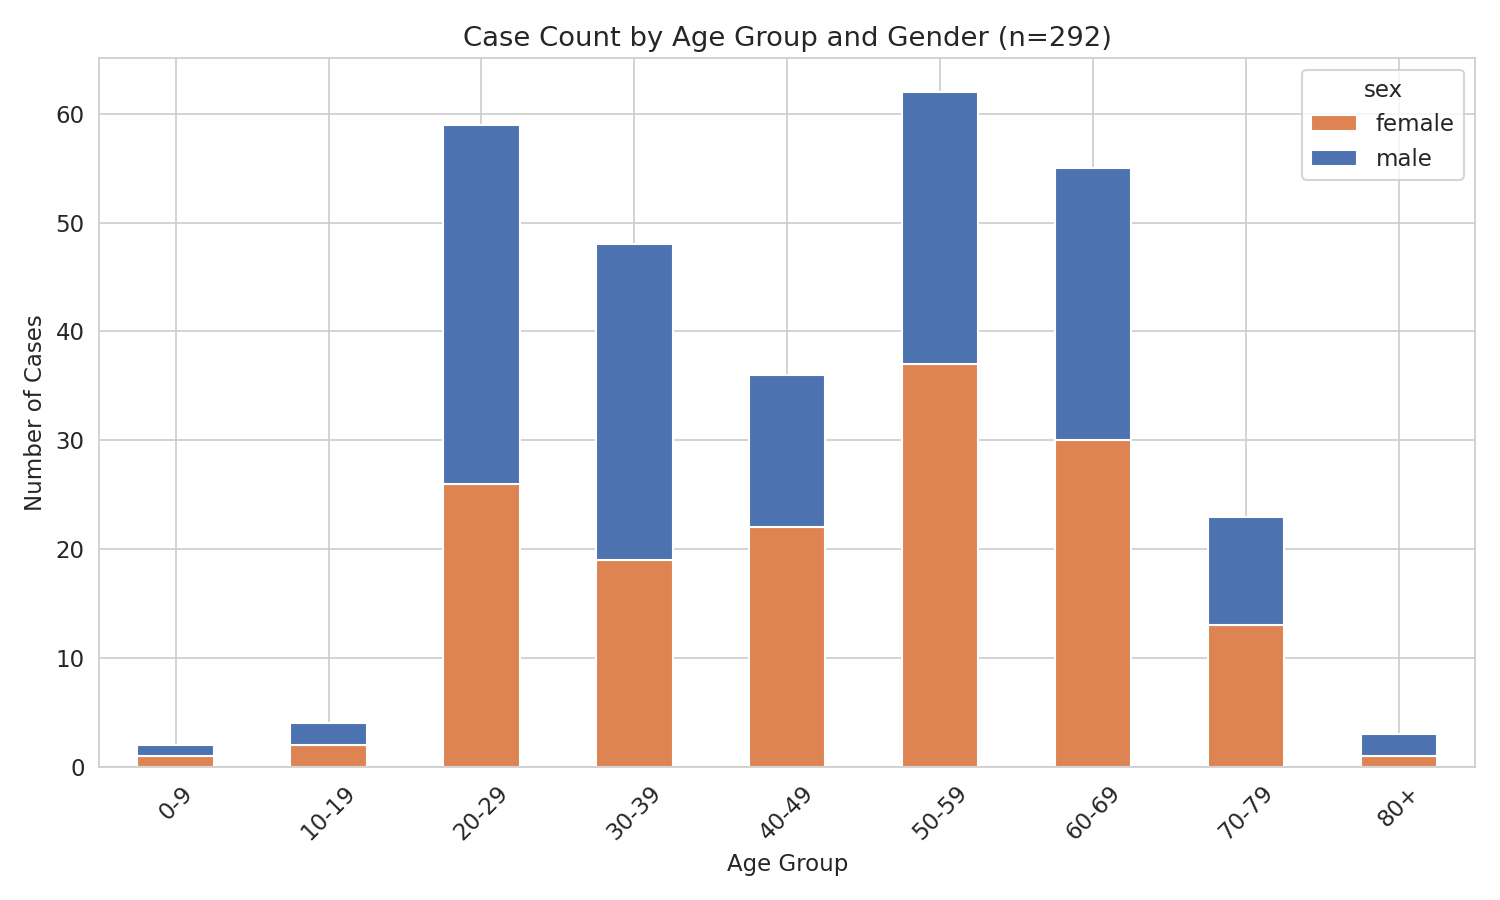 Case Count by Age Group and Gender (n=292)
sex
female
male
Number of Cases
60
50
40
30
20
10
0
0-9
10-19
20-29
30-39
40-49
50-59
60-69
70-79
80+
Age Group